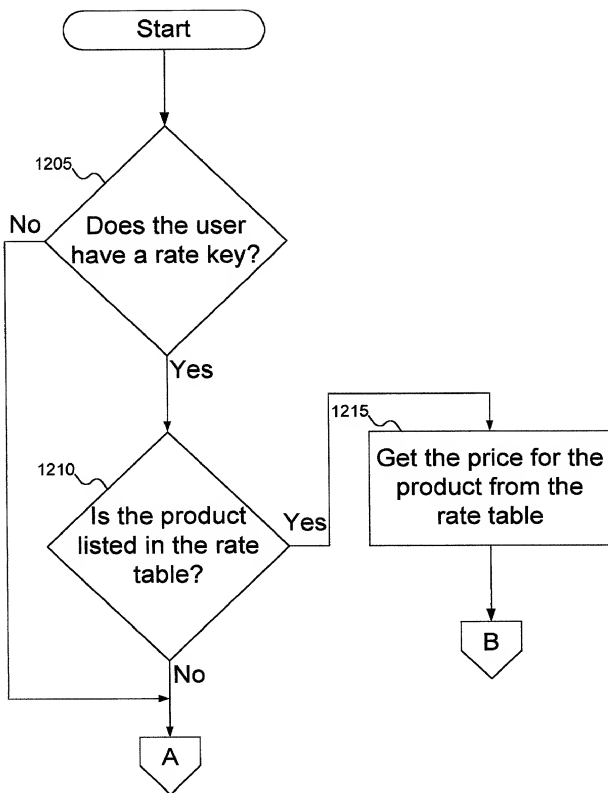 Start
1205
No
Does the user
have a rate key?
Yes
1215
Get the price for the
product from the
rate table
1210
Is the product
listed in the rate
table?
Yes
B
No
A